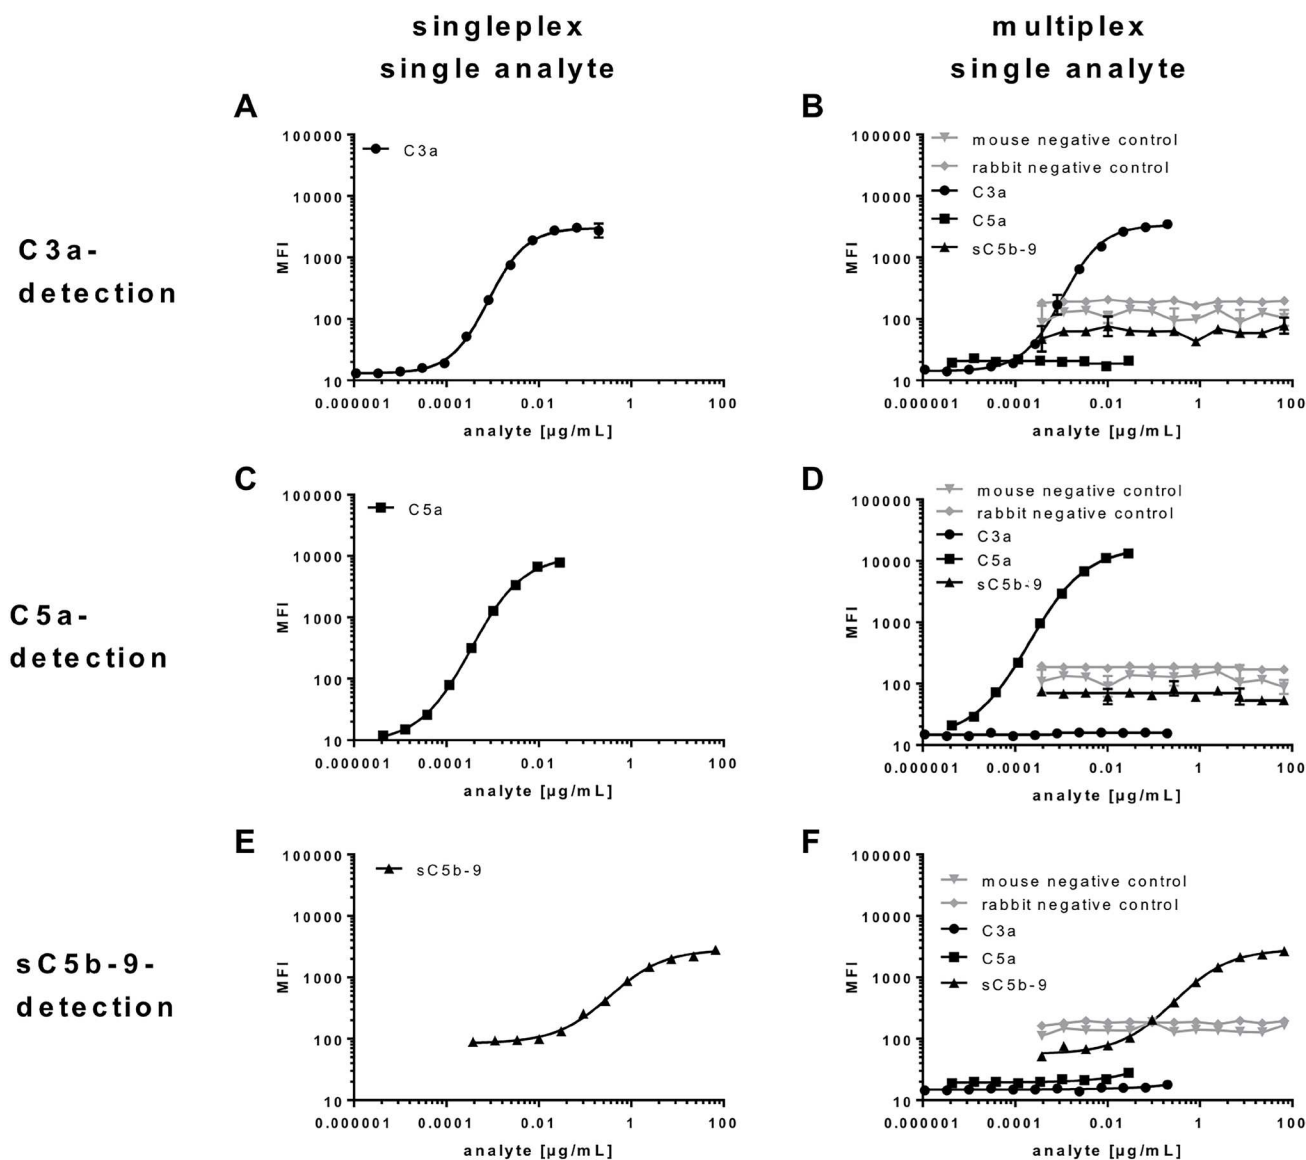 singleplex
single analyte
multiplex
single analyte
C3a-
detection
A
100000
10000
1000
100
10
MFI
C3a
0.000001
0.0001
0.01
1
100
analyte [µg/mL]
B
100000
10000
1000
100
10
MFI
mouse negative control
rabbit negative control
C3a
C5a
sC5b-9
0.000001
0.0001
0.01
1
100
analyte [µg/mL]
C5a-
detection
C
100000
10000
1000
100
10
MFI
C5a
0.000001
0.0001
0.01
1
100
analyte [µg/mL]
D
100000
10000
1000
100
10
MFI
mouse negative control
rabbit negative control
C3a
C5a
sC5b-9
0.000001
0.0001
0.01
1
100
analyte [µg/mL]
sC5b-9-
detection
E
100000
10000
1000
100
10
MFI
sC5b-9
0.000001
0.0001
0.01
1
100
analyte [µg/mL]
F
100000
10000
1000
100
10
MFI
mouse negative control
rabbit negative control
C3a
C5a
sC5b-9
0.000001
0.0001
0.01
1
100
analyte [µg/mL]